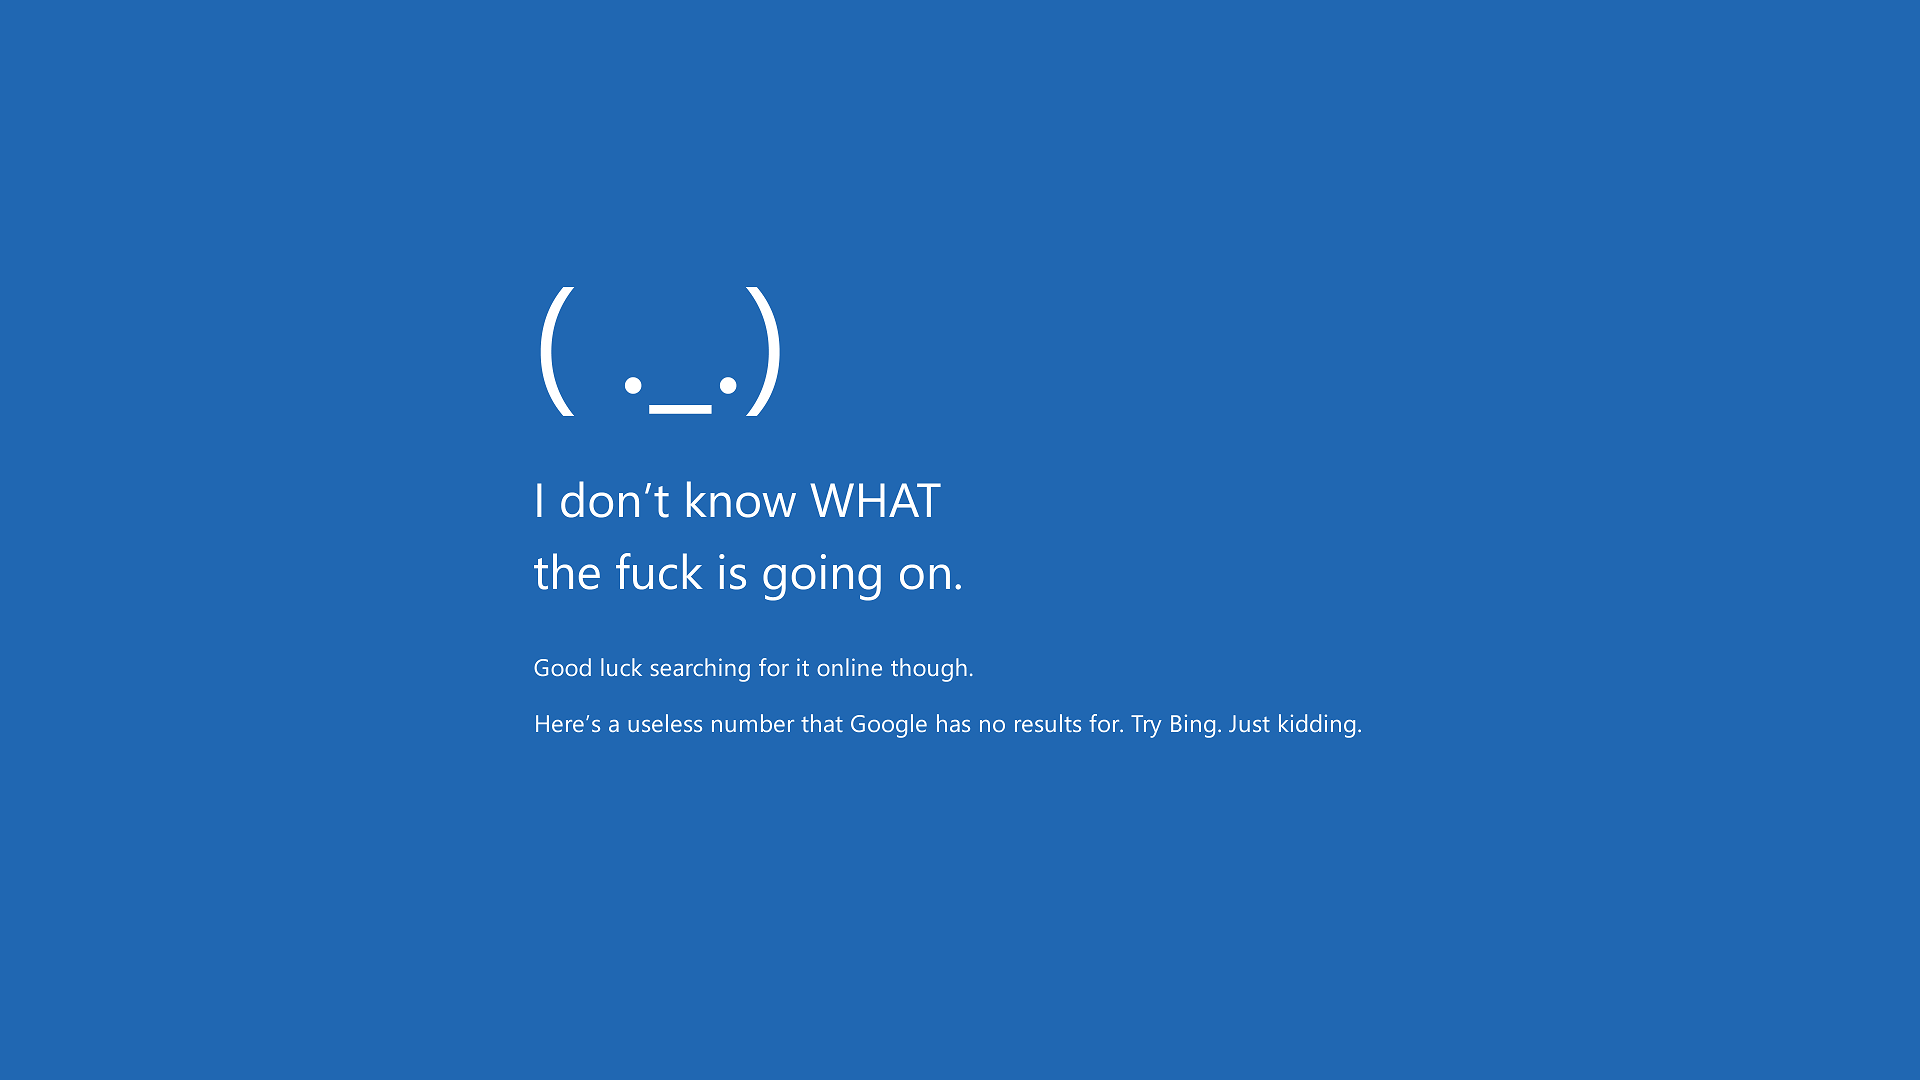 ( ._.)
I don’t know WHAT
the fuck is going on.
Good luck searching for it online though.
Here’s a useless number that Google has no results for. Try Bing. Just kidding.